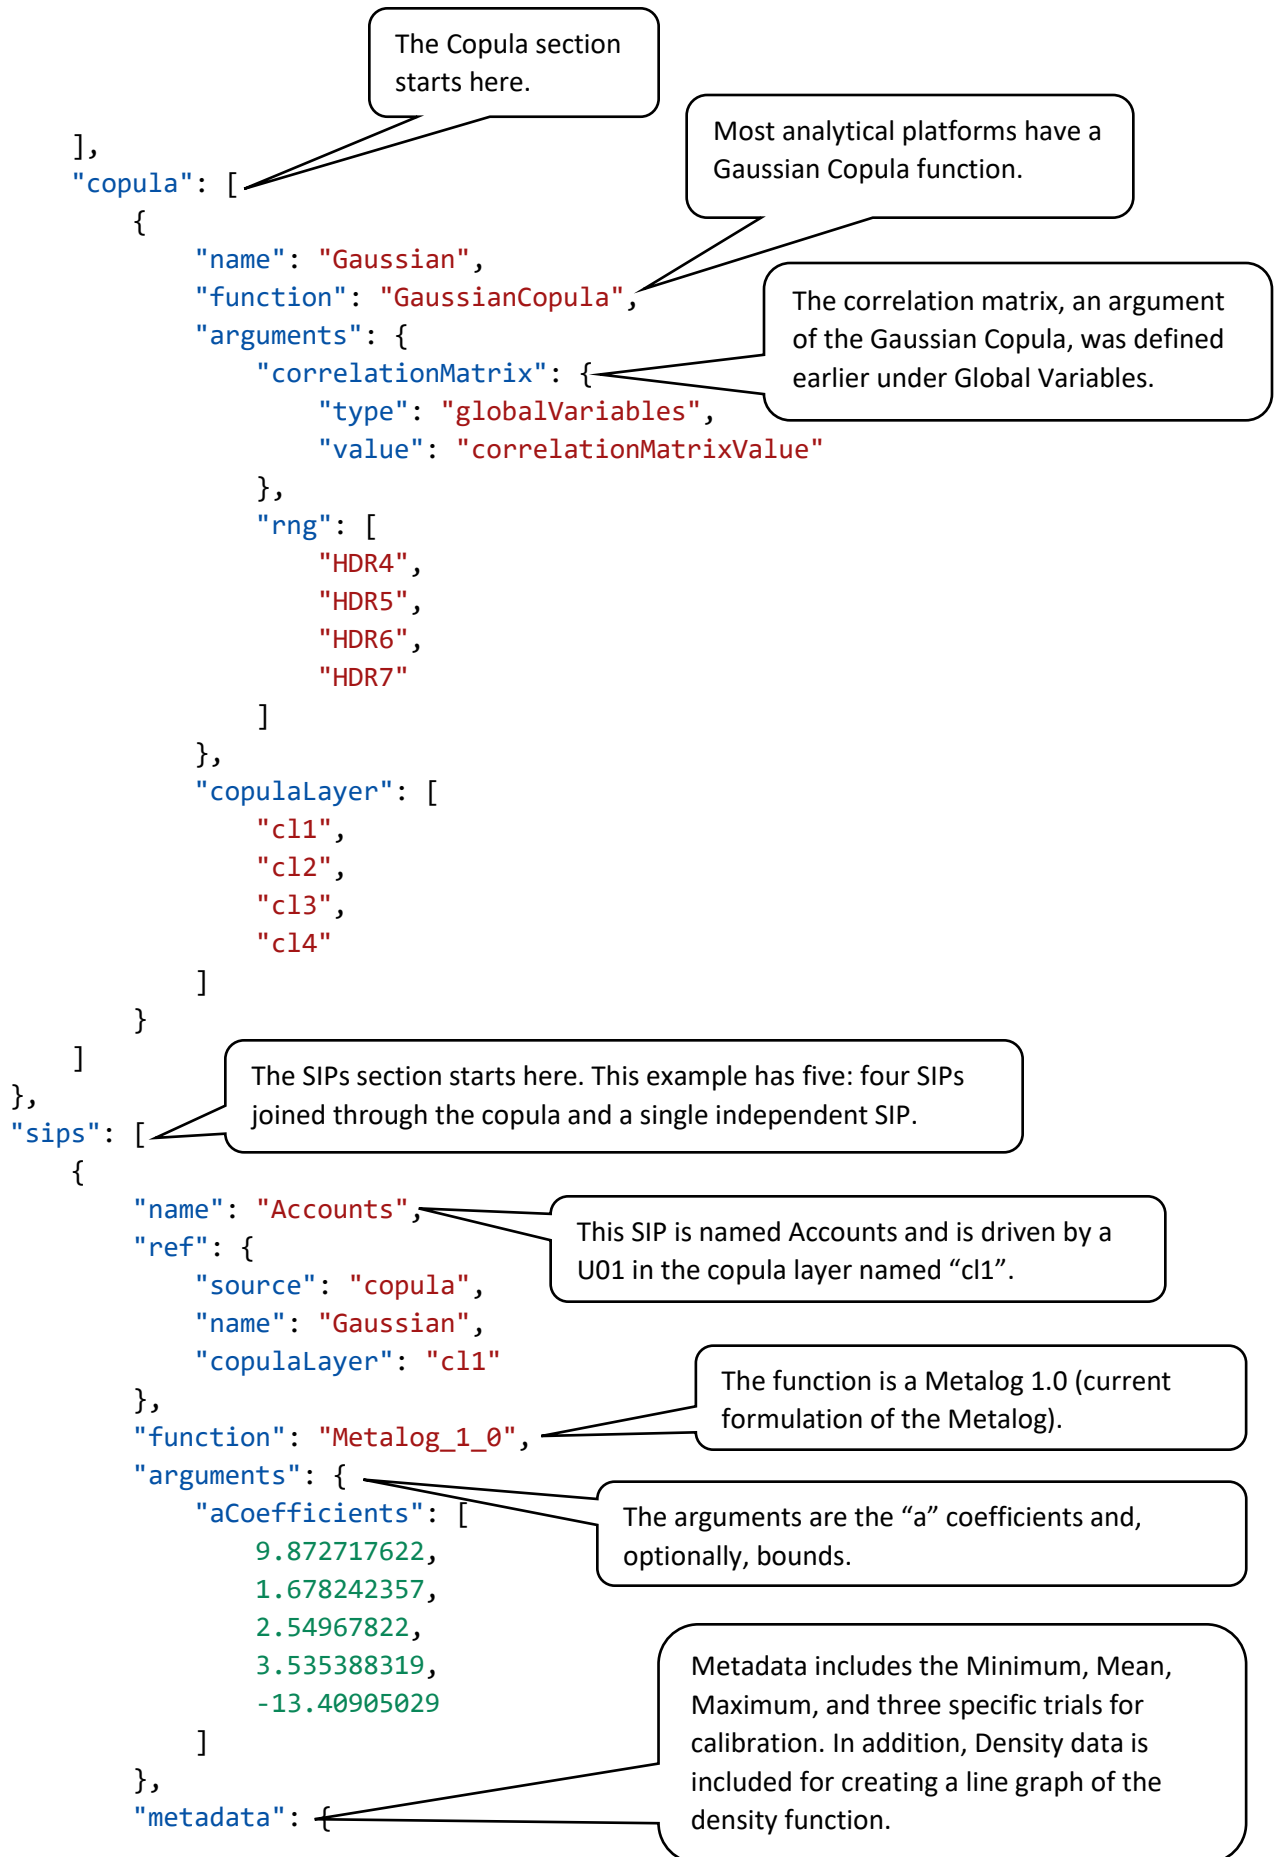 The Copula section
starts here.
],
"copula": [
Most analytical platforms have a
Gaussian Copula function.
{
"name": "Gaussian",
"function": "GaussianCopula",
"arguments": {
"correlationMatrix": {
"type": "globalVariables",
"value": "correlationMatrixValue"
The correlation matrix, an argument
of the Gaussian Copula, was defined
earlier under Global Variables.
},
"rng": [
"HDR4",
"HDR5",
"HDR6",
"HDR7"
]
},
"copulaLayer": [
"cl1",
"cl2",
"cl3",
"cl4"
]
}
]
},
"sips": [
The SIPs section starts here. This example has five: four SIPs
joined through the copula and a single independent SIP.
{
"name": "Accounts",
"ref": {
"source": "copula",
"name": "Gaussian",
"copulaLayer": "cl1"
This SIP is named Accounts and is driven by a
U01 in the copula layer named “cl1”.
},
"function": "Metalog_1_0",
The function is a Metalog 1.0 (current
formulation of the Metalog).
"arguments": {
"aCoefficients": [
The arguments are the “a” coefficients and,
optionally, bounds.
9.872717622,
1.678242357,
2.54967822,
3.535388319,
-13.40905029
]
},
"metadata": {
Metadata includes the Minimum, Mean,
Maximum, and three specific trials for
calibration. In addition, Density data is
included for creating a line graph of the
density function.